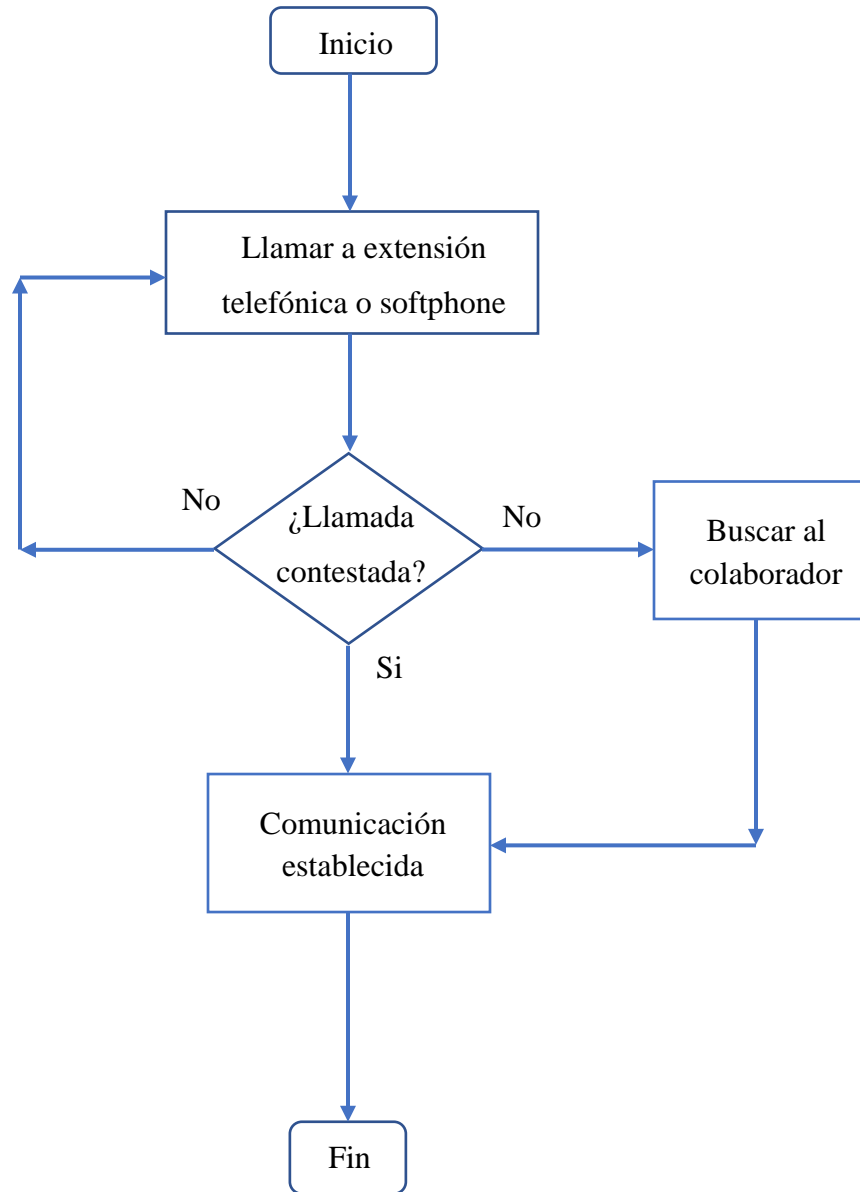 Inicio
Llamar a extensión
telefónica o softphone
No
¿Llamada
contestada?
No
Buscar al
colaborador
Si
Comunicación
establecida
Fin